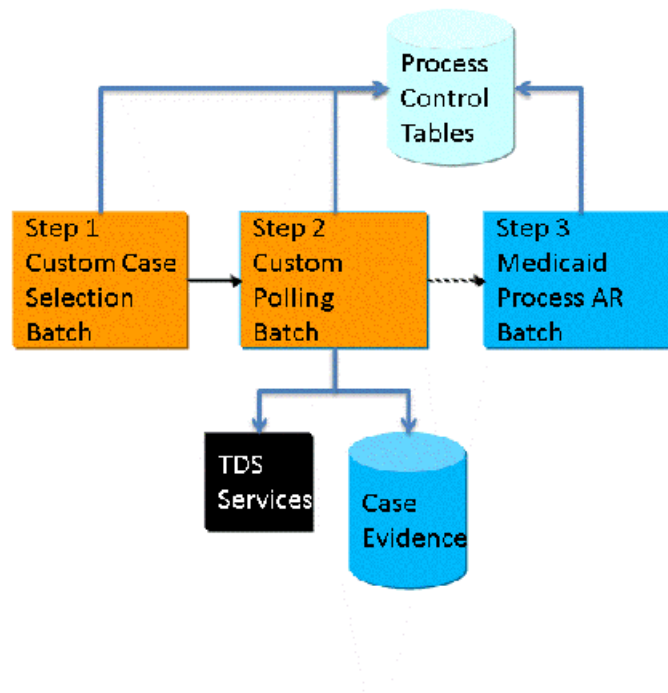 Process
Control
Tables
Step 1
Custom Case
Selection
Batch
Step 2
Custom
Polling
Batch
Step 3
Medicaid
Process AR
Batch
TDS
Services
Case
Evidence